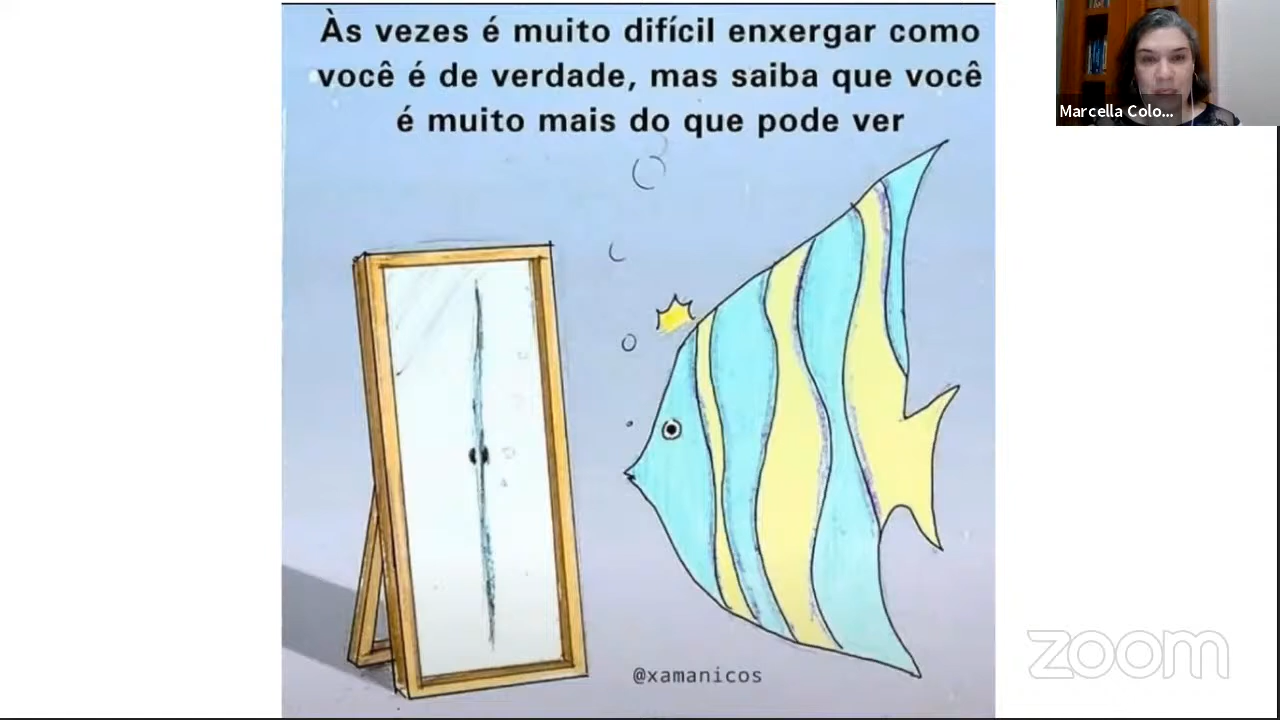 Às vezes é muito difícil enxergar como
você é de verdade, mas saiba que você
é muito mais do que pode ver
Marcella Colo...
@xamanicos
zoom